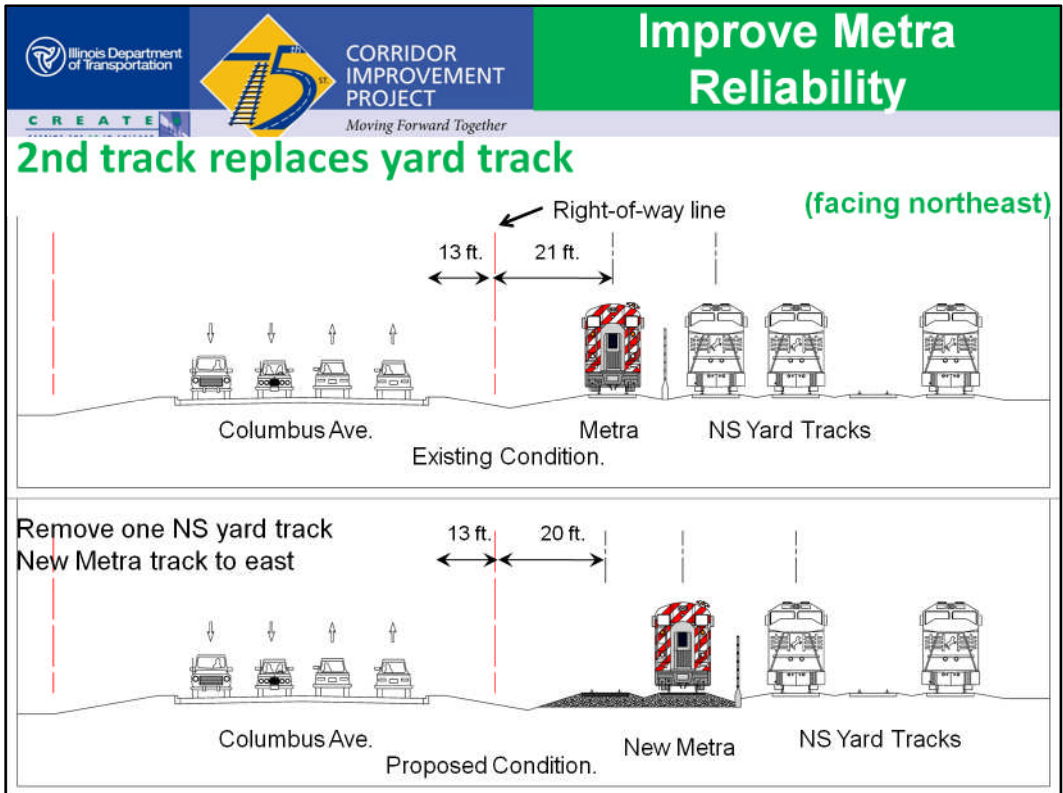 Illinois Department
of Transportation
CREATE
75th ST.
CORRIDOR
IMPROVEMENT
PROJECT
Moving Forward Together
Improve Metra
Reliability
2nd track replaces yard track
(facing northeast)
Right-of-way line
13 ft.
21 ft.
Columbus Ave.
Metra
NS Yard Tracks
Existing Condition.
Remove one NS yard track
New Metra track to east
13 ft.
20 ft.
Columbus Ave.
New Metra
NS Yard Tracks
Proposed Condition.